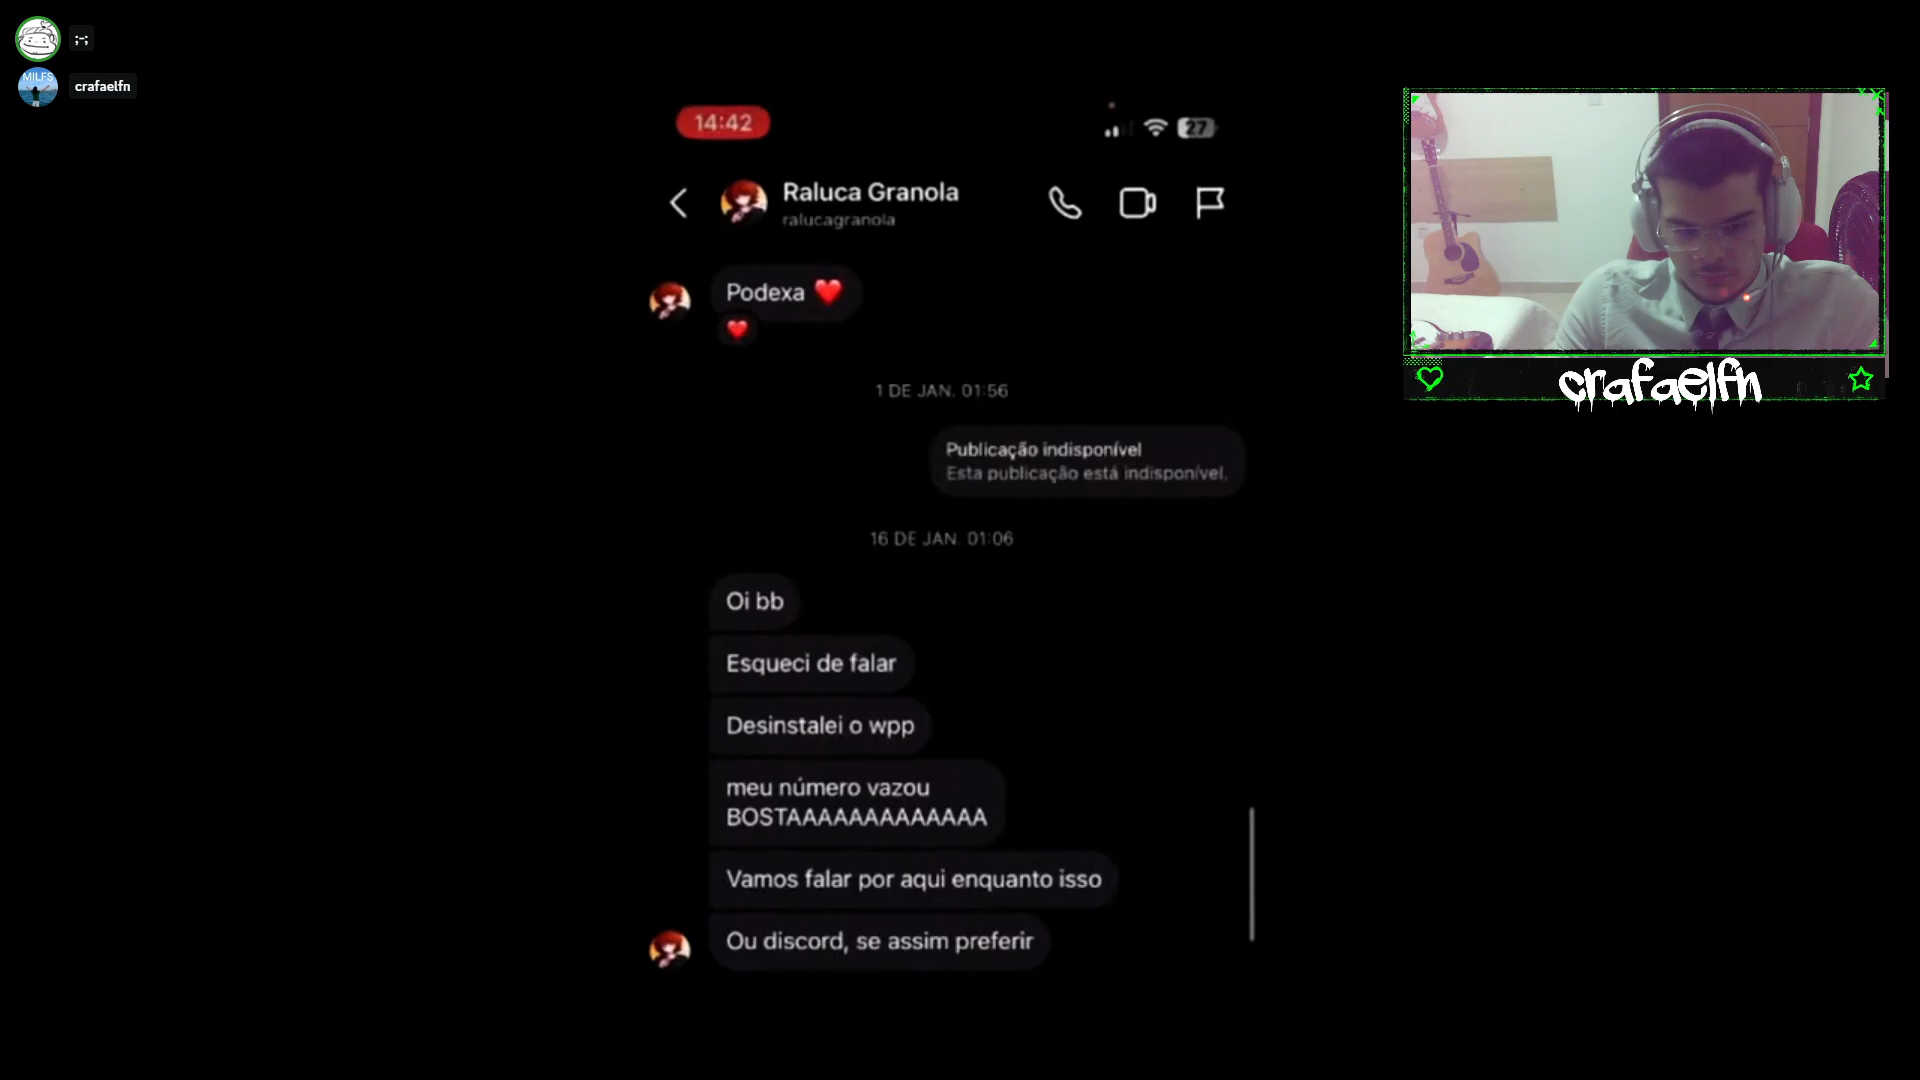 ;-;
MILFS
crafaelfn
14:42
27
Raluca Granola
ralucagranola
Podexa ❤️
❤️
1 DE JAN. 01:56
Publicação indisponível
Esta publicação está indisponível.
16 DE JAN. 01:06
Oi bb
Esqueci de falar
Desinstalei o wpp
meu número vazou
BOSTAAAAAAAAAAAAA
Vamos falar por aqui enquanto isso
Ou discord, se assim preferir
crafaelfn